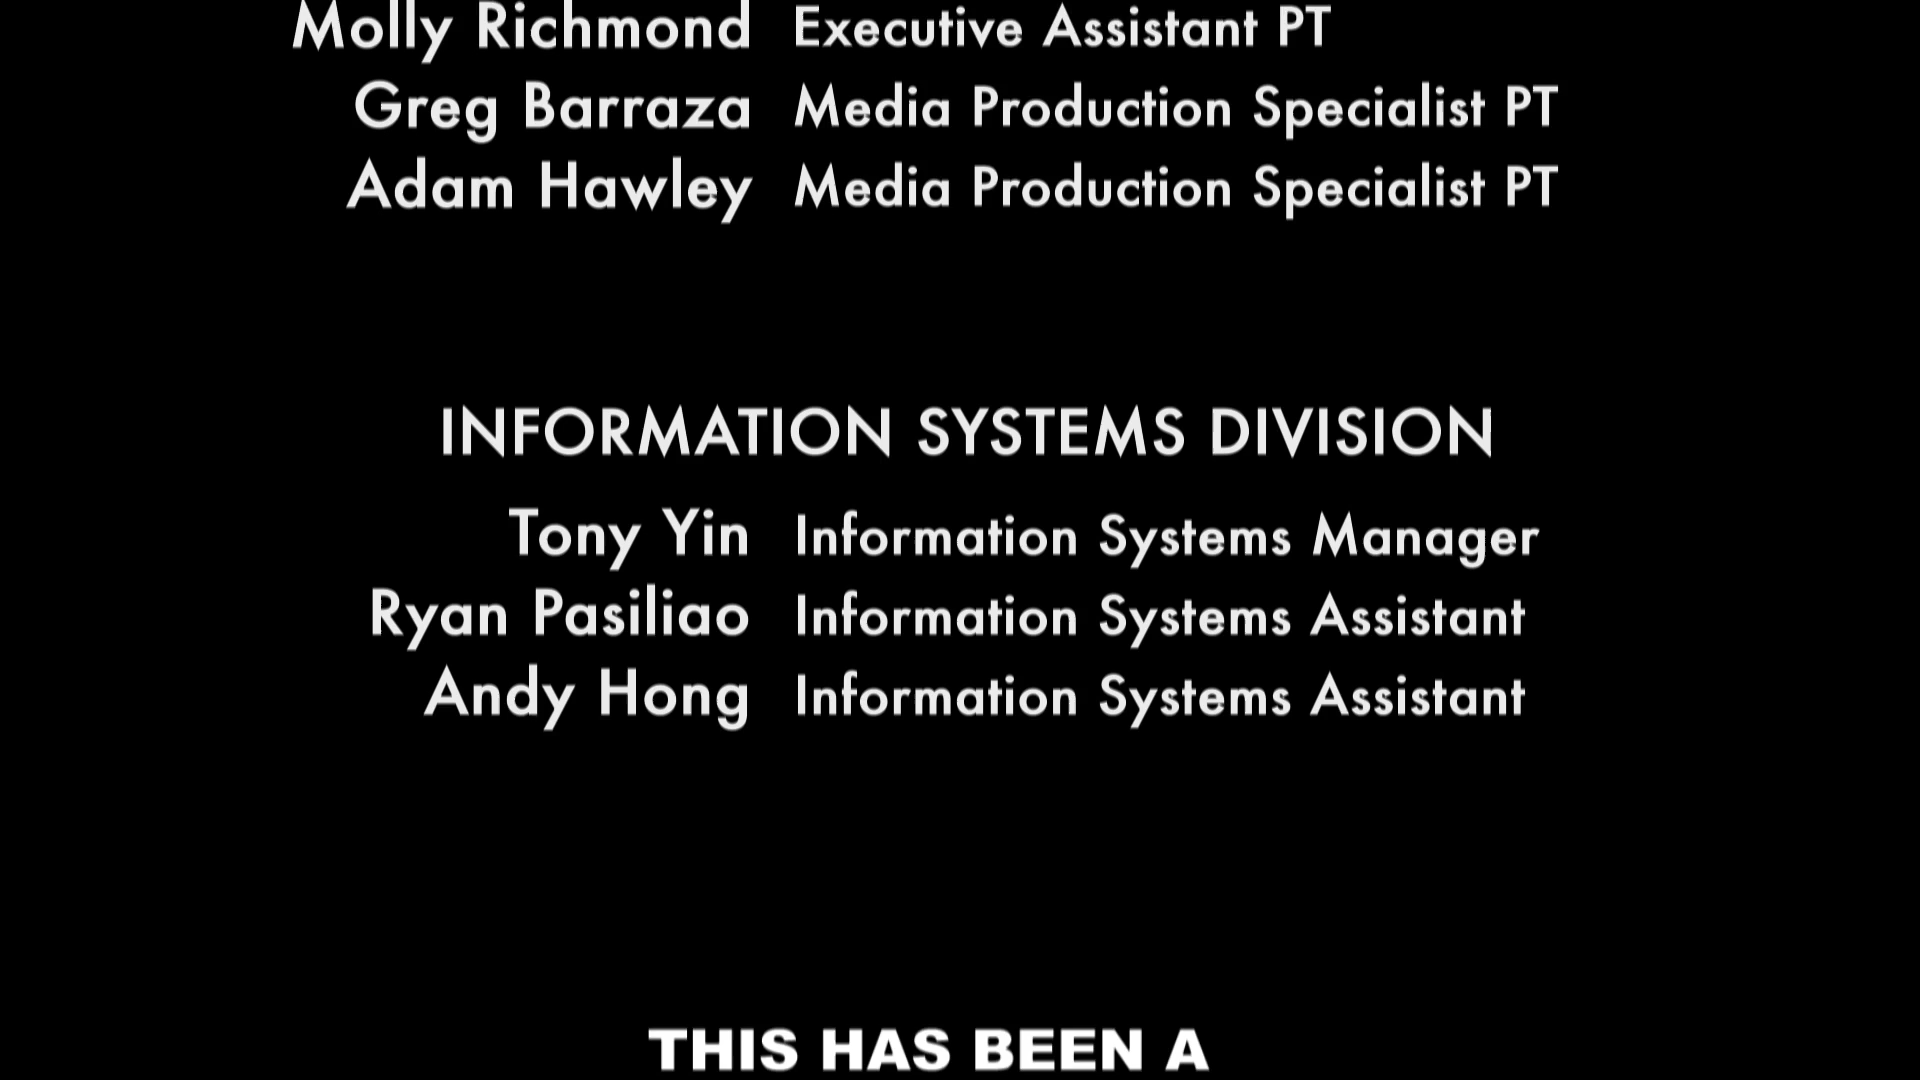 Molly Richmond Executive Assistant PT
Greg Barraza Media Production Specialist PT
Adam Hawley Media Production Specialist PT
INFORMATION SYSTEMS DIVISION
Tony Yin Information Systems Manager
Ryan Pasiliao Information Systems Assistant
Andy Hong Information Systems Assistant
THIS HAS BEEN A